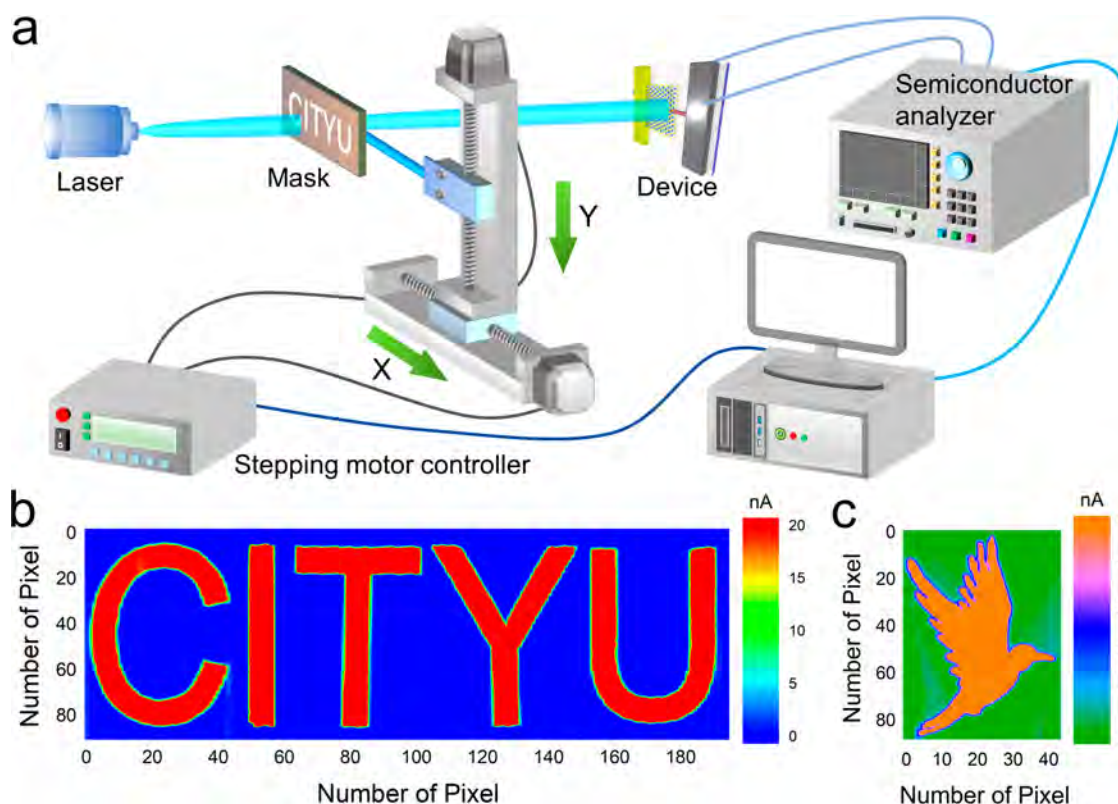 a
Laser
CITYU
Mask
Device
Semiconductor
analyzer
Y
X
Stepping motor controller
b
Number of Pixel
0
20
40
60
80
CITYU
0 20 40 60 80 100 120 140 160 180
Number of Pixel
nA
20
15
10
5
0
c
Number of Pixel
0
20
40
60
80
0 10 20 30 40
Number of Pixel
nA